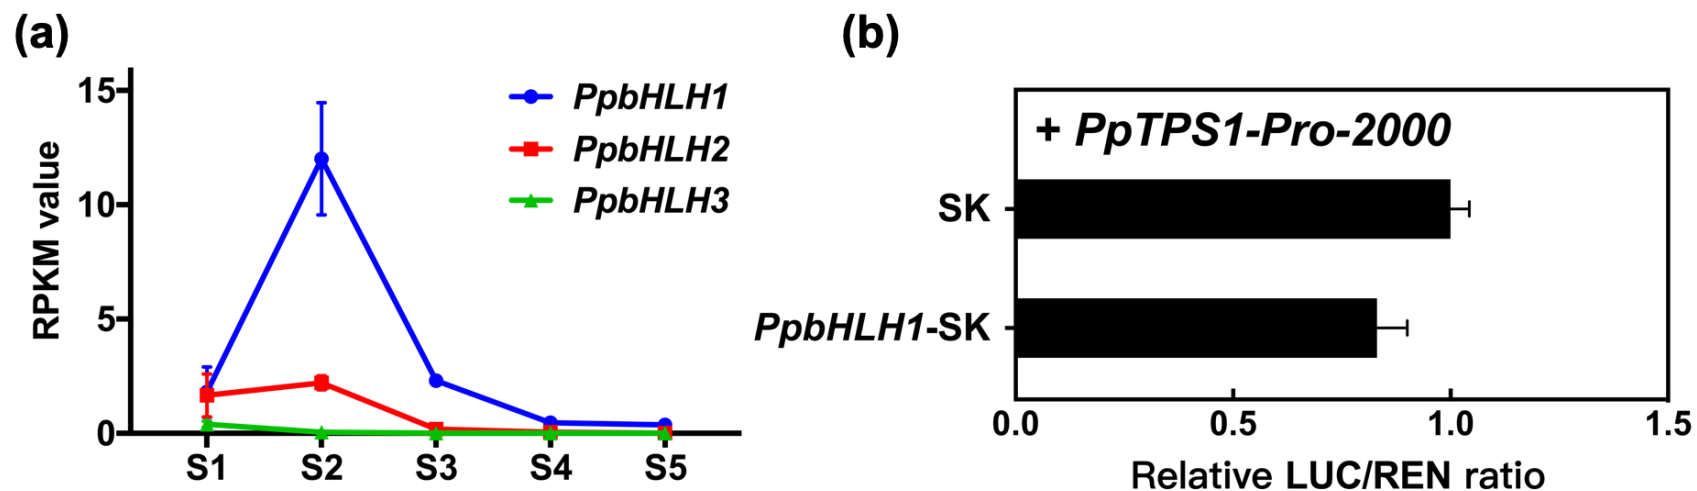 (a)
15
10
5
0
RPKM value
PpbHLH1
PpbHLH2
PpbHLH3
S1 S2 S3 S4 S5
(b)
+ PpTPS1-Pro-2000
SK
PpbHLH1-SK
0.0 0.5 1.0 1.5
Relative LUC/REN ratio